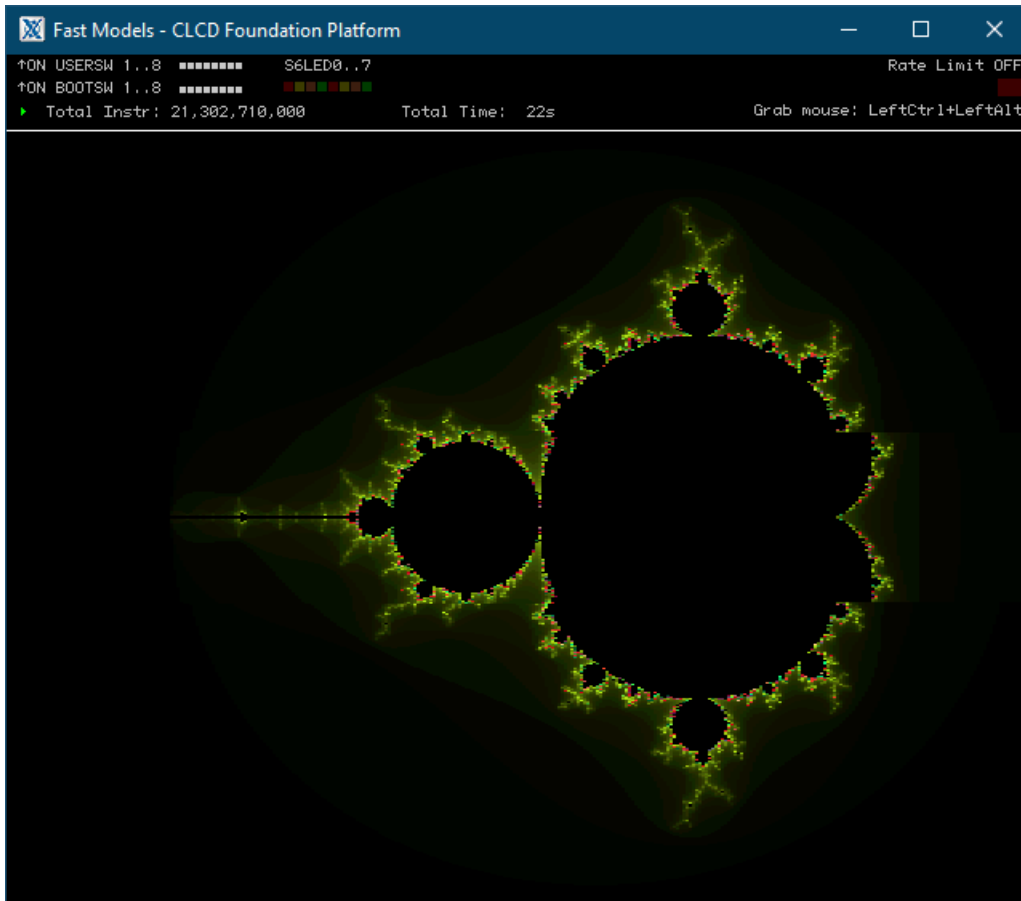 Fast Models - CLCD Foundation Platform
↑ON USERSW 1..8 S6LED0..7 Rate Limit OFF
↑ON BOOTSW 1..8
Total Instr: 21,302,710,000 Total Time: 22s Grab mouse: LeftCtrl+LeftAlt